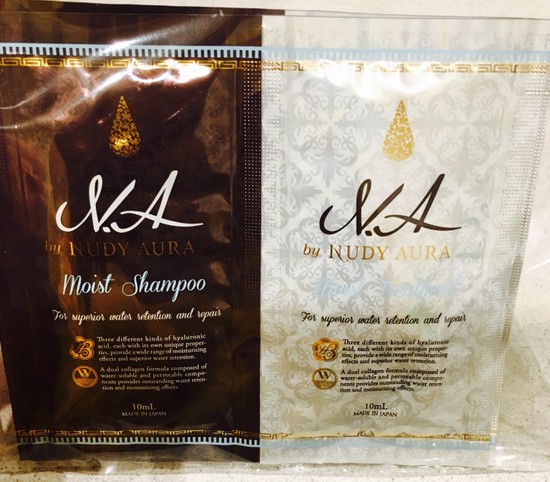 N.A
by NUDY AURA
Moist Shampoo
For superior water retention and repair
Three different kinds of hyaluronic
acid, each with its own unique proper-
ties, provide a wide range of moisturizing
effects and superior water retention.
W
A dual collagen formula composed of
water-soluble and permeable compo-
nents provides outstanding water reten-
tion and moisturizing effects.
10mL
MADE IN JAPAN
N.A
by NUDY AURA
Moist
For superior water retention and repair
Three different kinds of hyaluronic
acid, each with its own unique proper-
ties, provide a wide range of moisturizing
effects and superior water retention.
W
A dual collagen formula composed of
water-soluble and permeable compo-
nents provides outstanding water reten-
tion and moisturizing effects.
10mL
MADE IN JAPAN